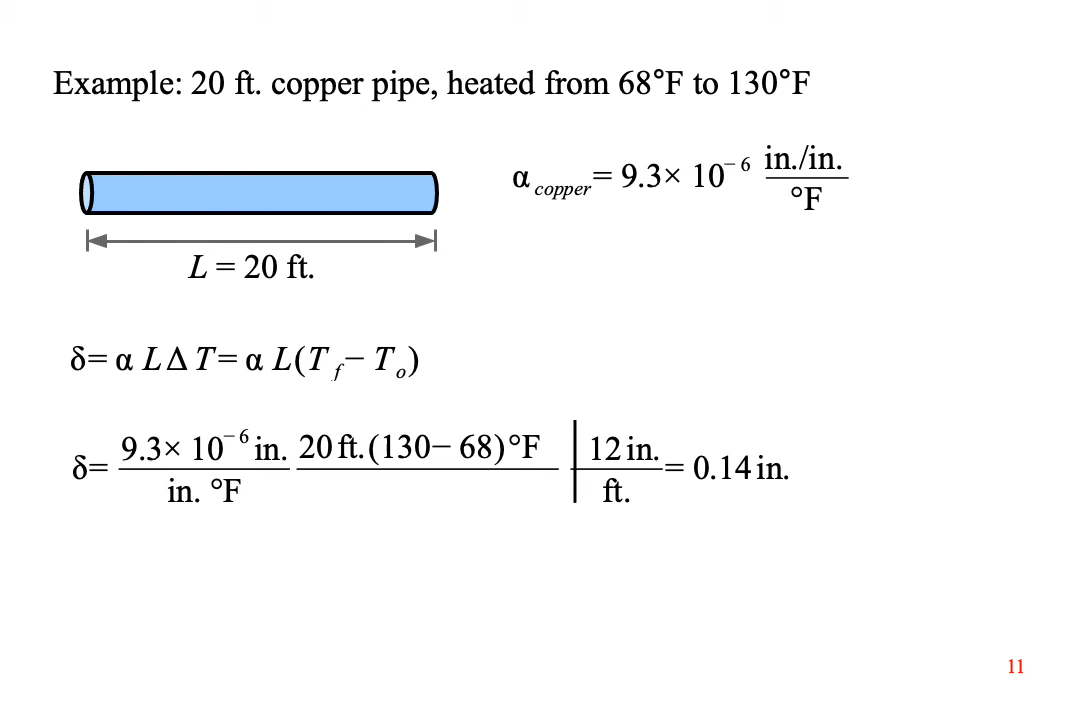 Example: 20 ft. copper pipe, heated from 68°F to 130°F
α copper = 9.3× 10⁻⁶ in./in.
°F
L = 20 ft.
δ= α L Δ T= α L(T f − T o)
δ= 9.3× 10⁻⁶ in. 20 ft.(130− 68)°F 12 in. = 0.14 in.
in. °F ft.
11